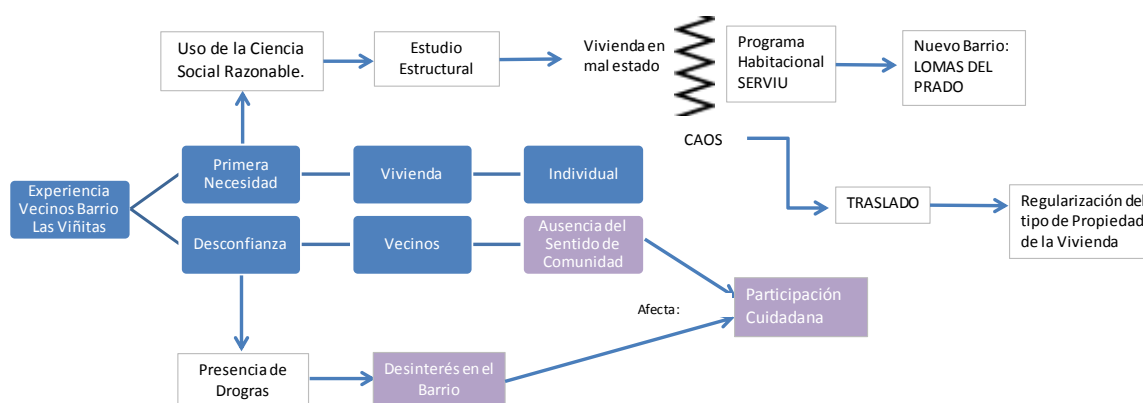 Uso de la Ciencia
Social Razonable.
Estudio
Estructural
Vivienda en
mal estado
Programa
Habitacional
SERVIU
Nuevo Barrio:
LOMAS DEL
PRADO
CAOS
Primera
Necesidad
Vivienda
Individual
Experiencia
Vecinos Barrio
Las Viñitas
TRASLADO
Regularización del
tipo de Propiedad
de la Vivienda
Desconfianza
Vecinos
Ausencia del
Sentido de
Comunidad
Participación
Cuidadana
Afecta:
Presencia de
Drogras
Desinterés en el
Barrio